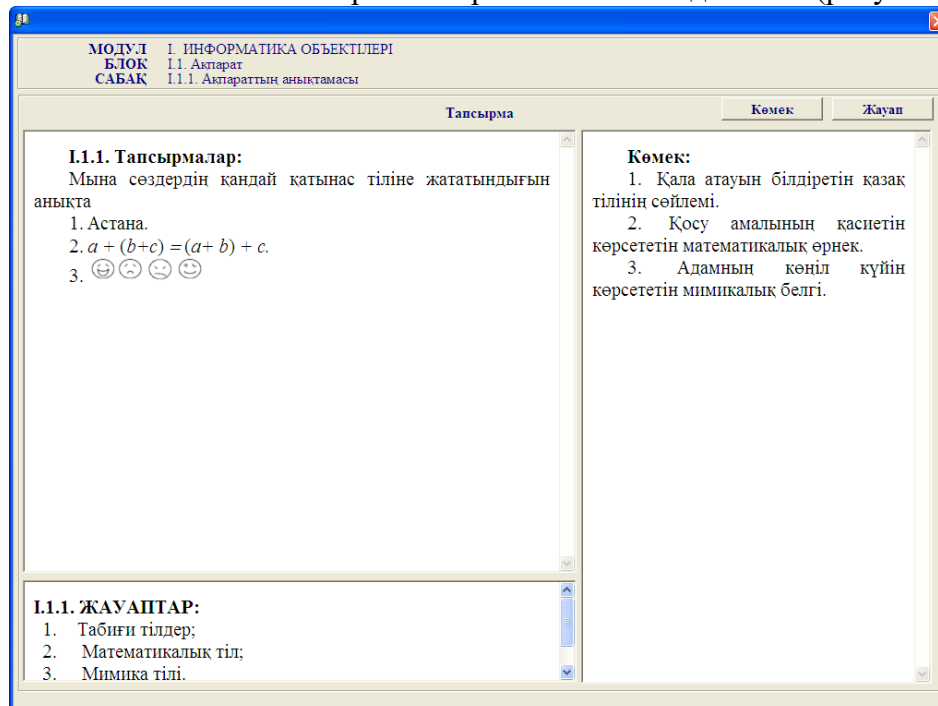 МОДУЛ I. ИНФОРМАТИКА ОБЪЕКТІЛЕРІ
БЛОК I.1. Ақпарат
САБАҚ I.1.1. Ақпараттың анықтамасы
Тапсырма
Көмек
Жауап
I.1.1. Тапсырмалар:
Мына сөздердің қандай қатынас тіліне жататындығын
анықта
1. Астана.
2. a + (b+c) =(a+ b) + c.
3.
Көмек:
1. Қала атауын білдіретін қазақ
тілінің сөйлемі.
2. Қосу амалының қасиетін
көрсететін математикалық өрнек.
3. Адамның көңіл күйін
көрсететін мимикалық белгі.
I.1.1. ЖАУАПТАР:
1. Табиғи тілдер;
2. Математикалық тіл;
3. Мимика тілі.